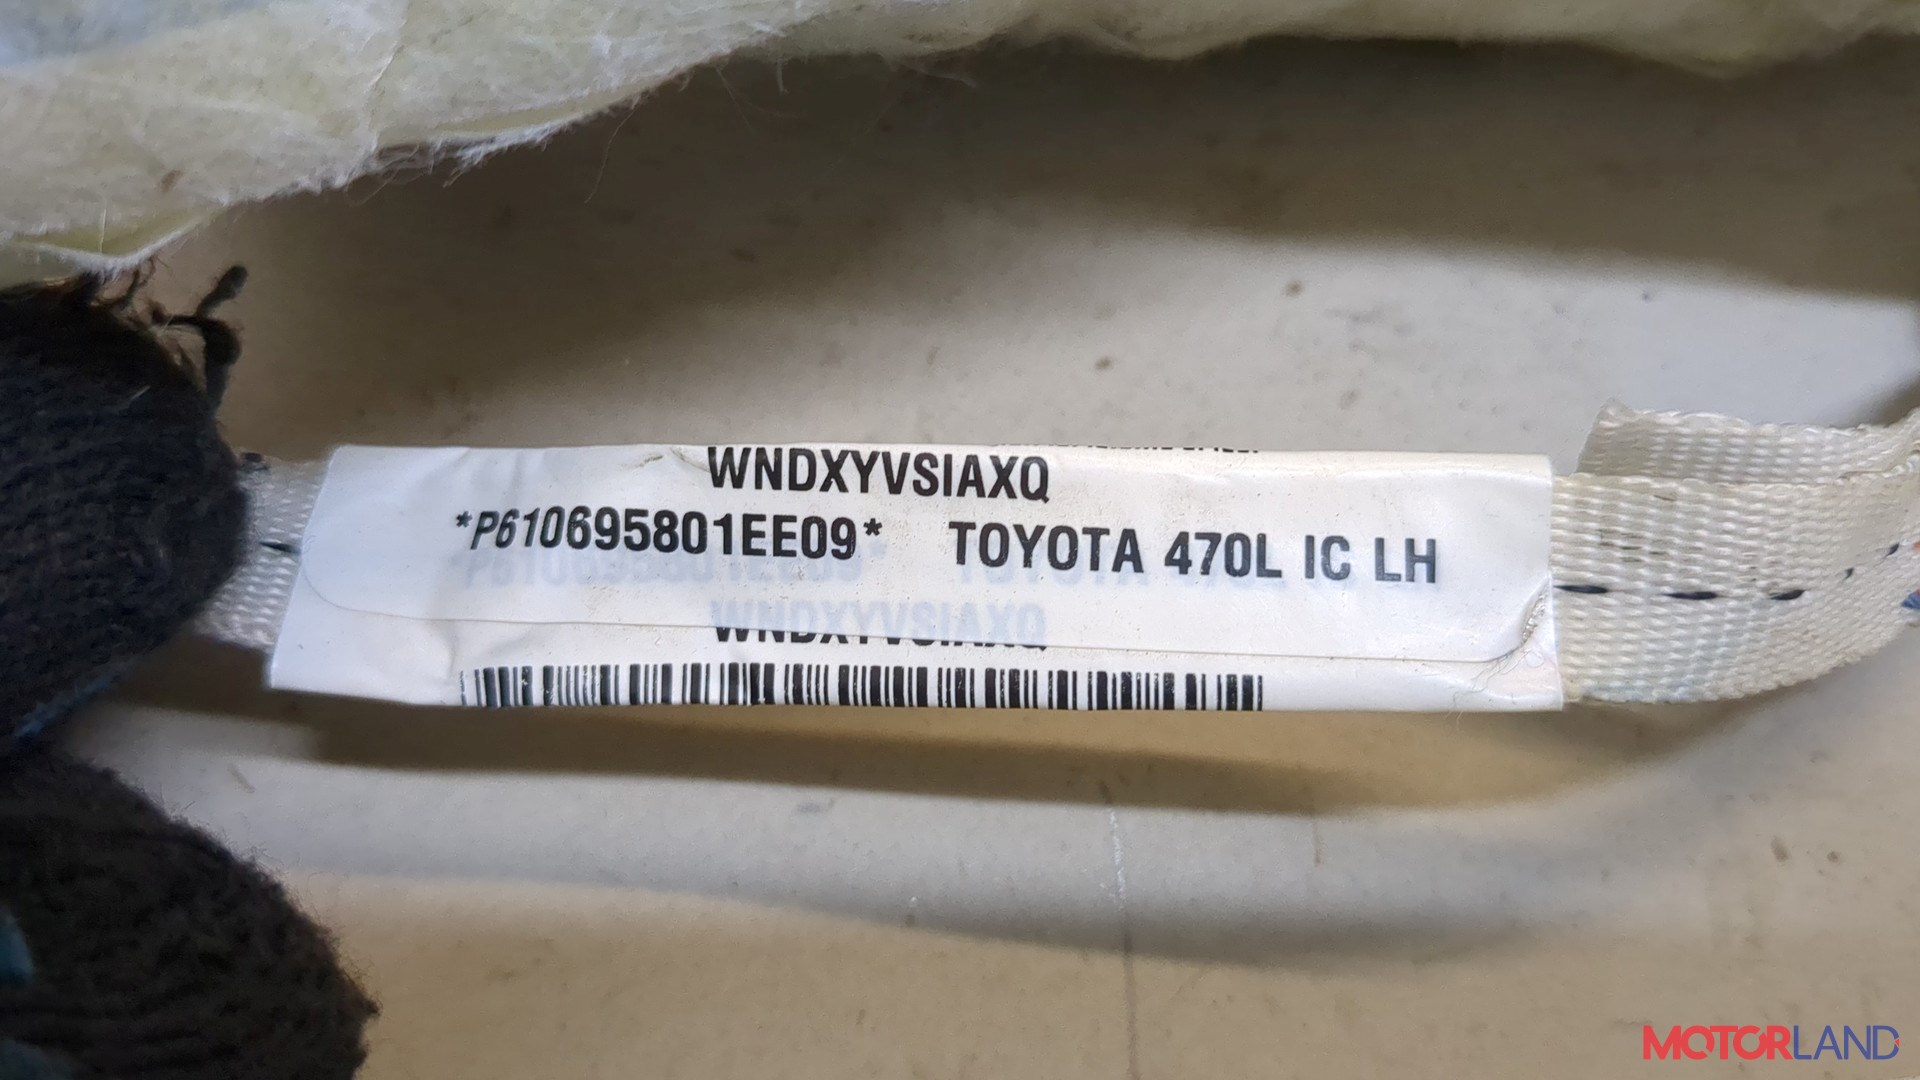 WNDXYVSIAXQ
*P610695801EE09* TOYOTA 470L IC LH
WNDXYVSIAXQ
MOTORLAND